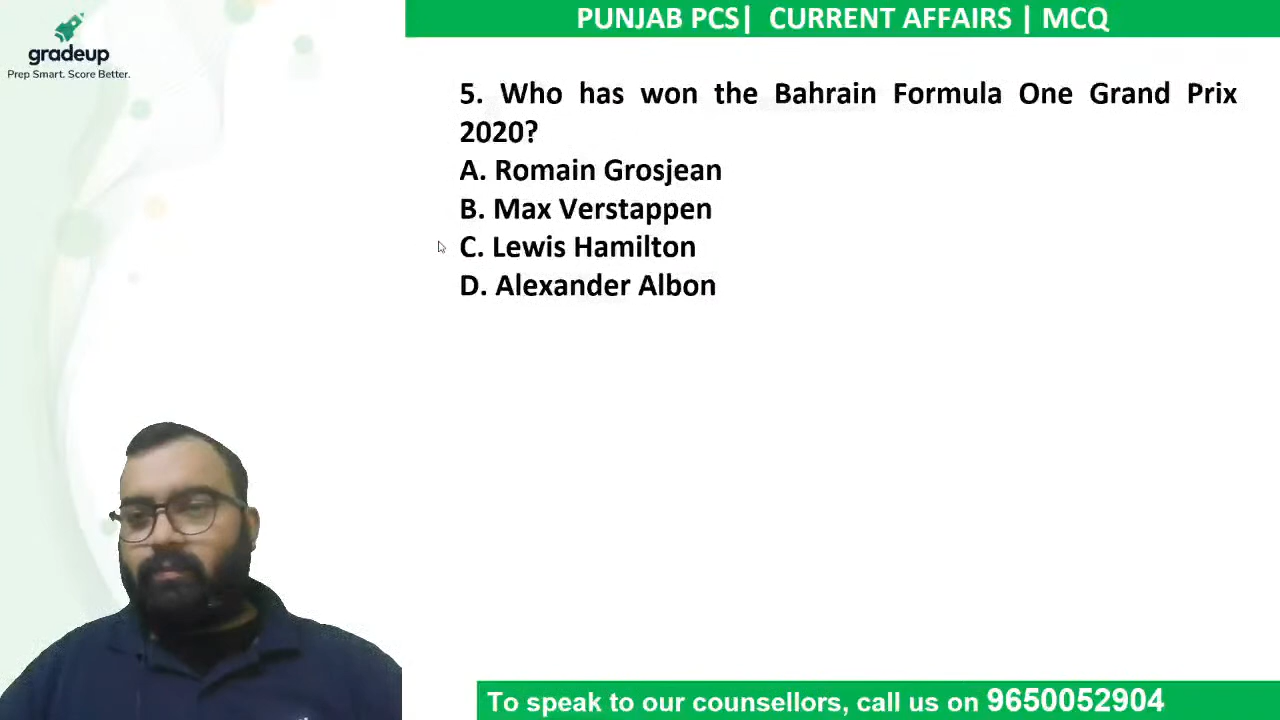 gradeup
Prep Smart. Score Better.
PUNJAB PCS| CURRENT AFFAIRS | MCQ
5. Who has won the Bahrain Formula One Grand Prix
2020?
A. Romain Grosjean
B. Max Verstappen
C. Lewis Hamilton
D. Alexander Albon
To speak to our counsellors, call us on 9650052904